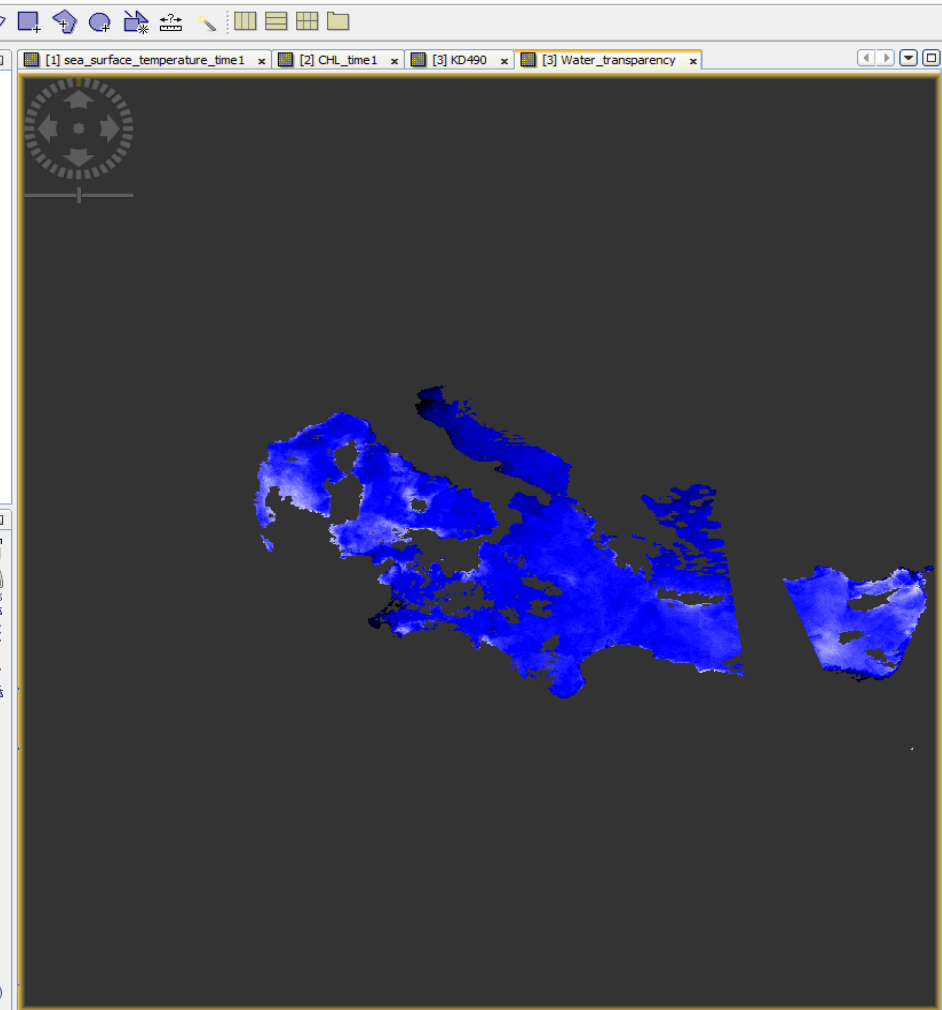 [1] sea_surface_temperature_time1 [2] CHL_time1 [3] KD490 [3] Water_transparency